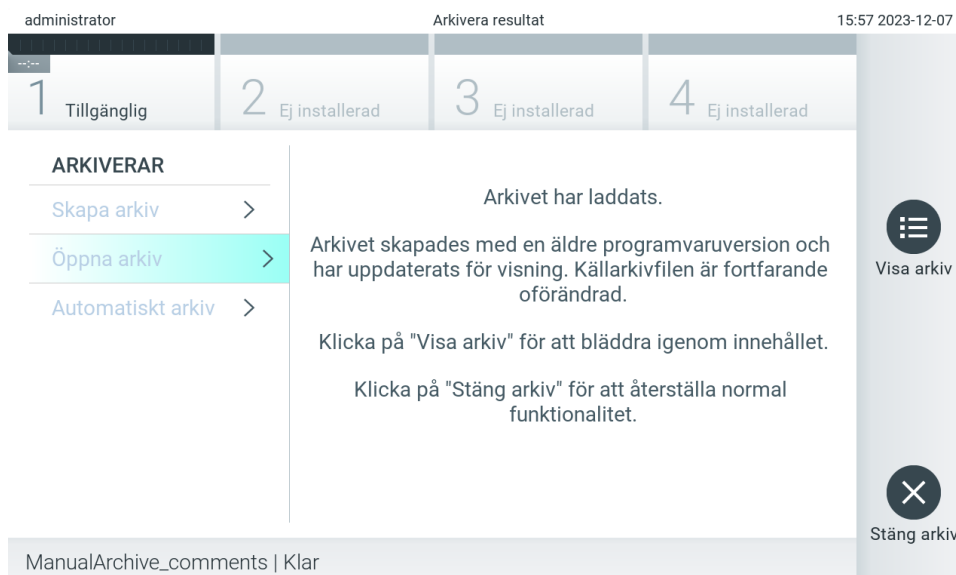 administrator
Arkivera resultat
15:57 2023-12-07
--:--
1 Tillgänglig
2 Ej installerad
3 Ej installerad
4 Ej installerad
ARKIVERAR
Skapa arkiv
Öppna arkiv
Automatiskt arkiv
Arkivet har laddats.
Arkivet skapades med en äldre programvaruversion och
har uppdaterats för visning. Källarkivfilen är fortfarande
oförändrad.
Klicka på "Visa arkiv" för att bläddra igenom innehållet.
Klicka på "Stäng arkiv" för att återställa normal
funktionalitet.
Visa arkiv
Stäng arkiv
ManualArchive_comments | Klar